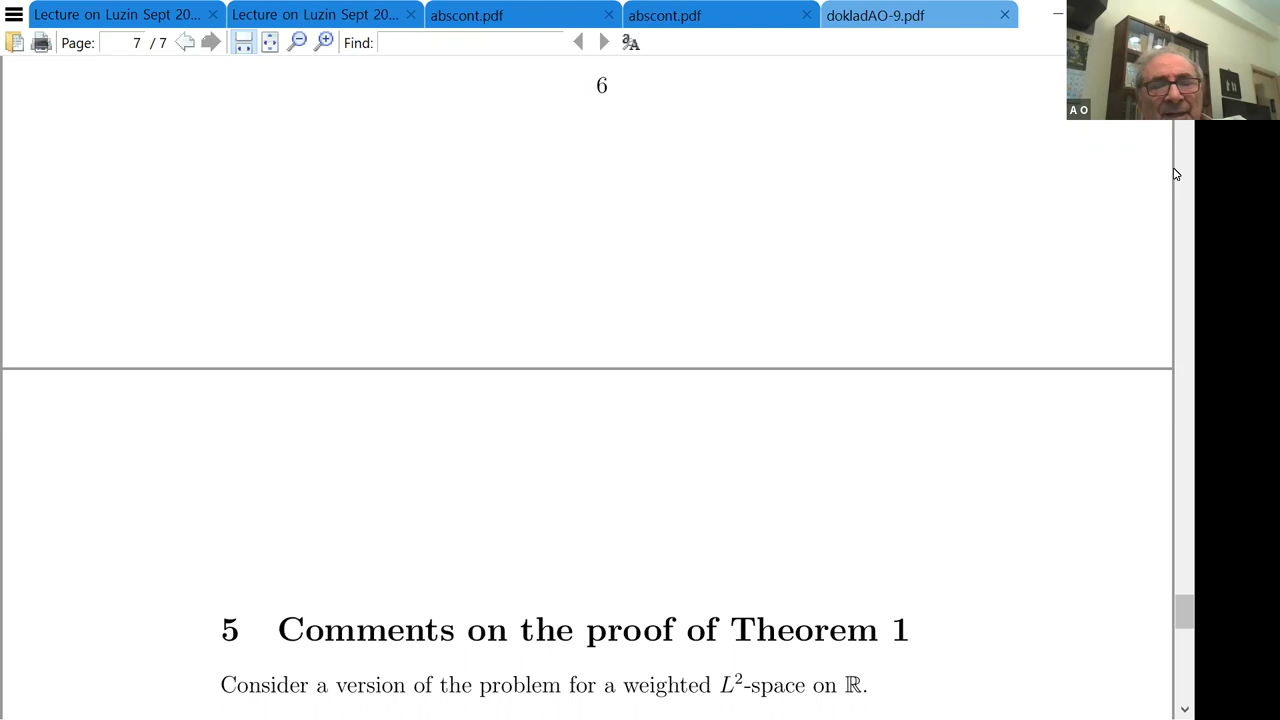 Lecture on Luzin Sept 20... Lecture on Luzin Sept 20... abscont.pdf abscont.pdf dokladAO-9.pdf
Page: 7 / 7 Find:
A O
6
5 Comments on the proof of Theorem 1
Consider a version of the problem for a weighted L²-space on ℝ.